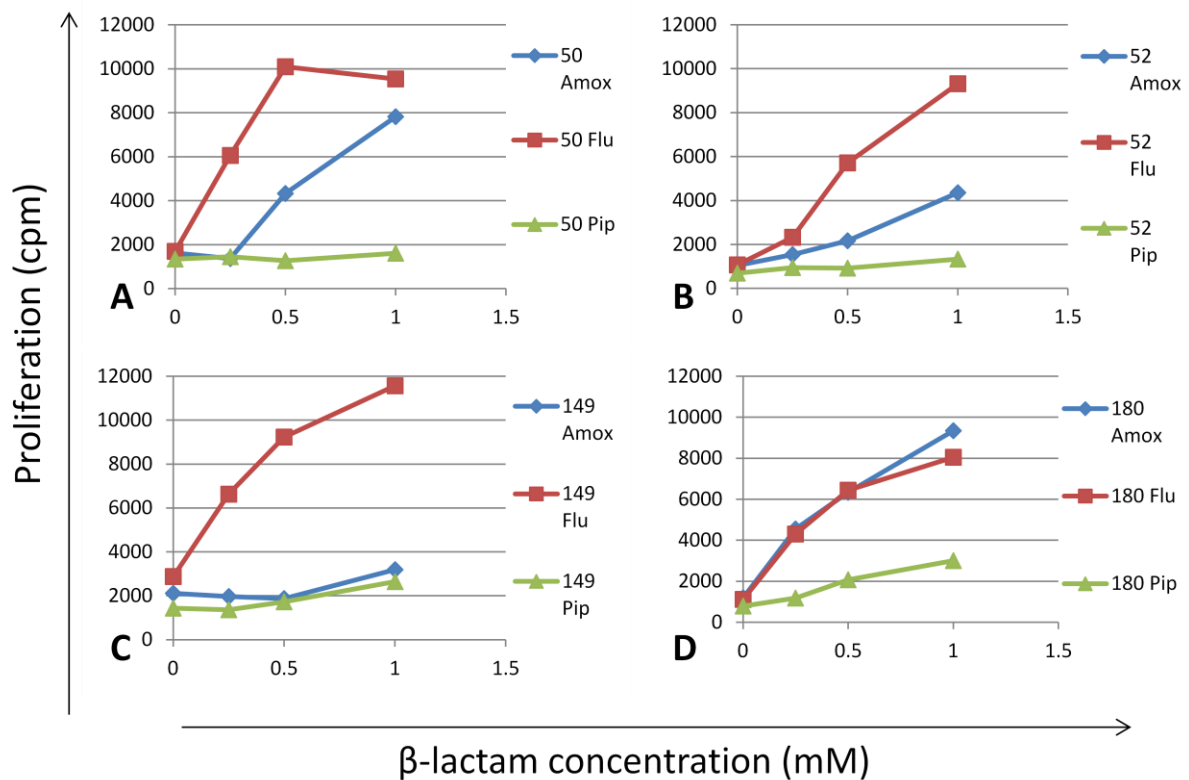 Proliferation (cpm)
12000
10000
8000
6000
4000
2000
0
A
0
0.5
1
1.5
50
Amox
50 Flu
50 Pip
12000
10000
8000
6000
4000
2000
0
B
0
0.5
1
1.5
52
Amox
52
Flu
52
Pip
12000
10000
8000
6000
4000
2000
0
C
0
0.5
1
1.5
149
Amox
149
Flu
149
Pip
12000
10000
8000
6000
4000
2000
0
D
0
0.5
1
1.5
180
Amox
180 Flu
180 Pip
β-lactam concentration (mM)